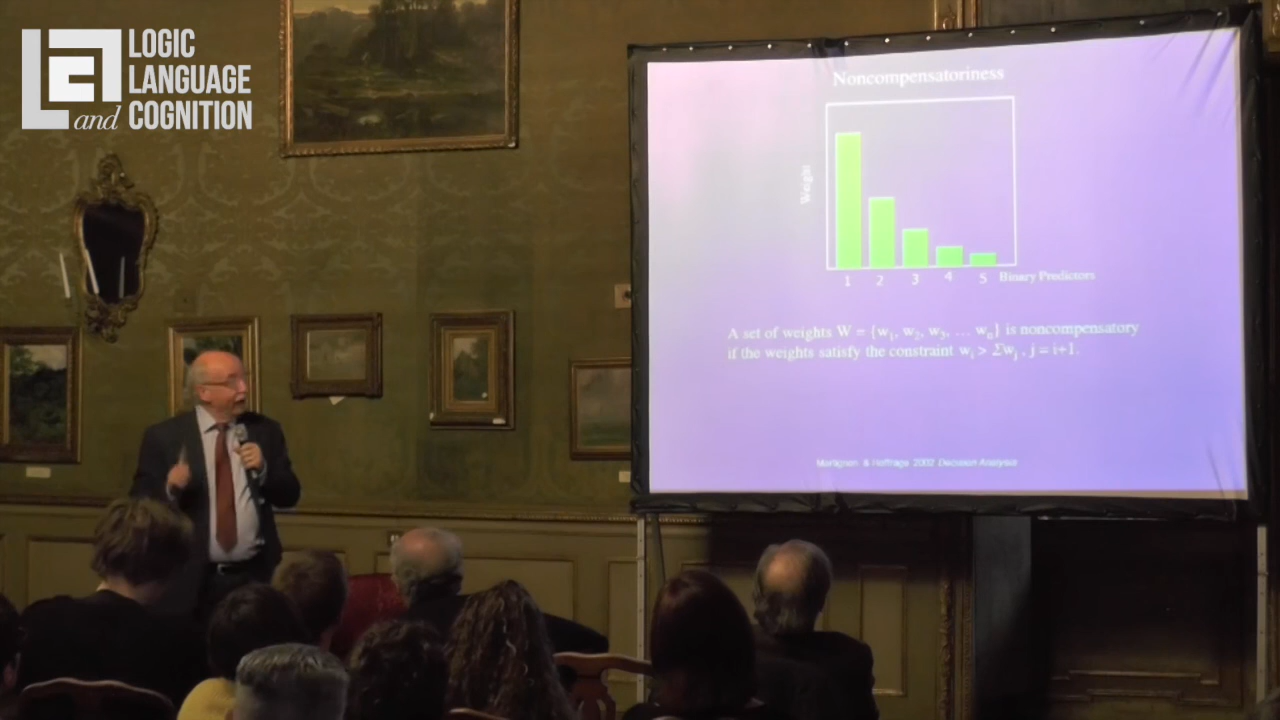 LOGIC
LANGUAGE
and COGNITION
Noncompensatoriness
Weight
1 2 3 4 5 Binary Predictors
A set of weights W = {w1, w2, w3, … wn} is noncompensatory
if the weights satisfy the constraint wi > Σwj , j = i+1.
Martignon & Hoffrage 2002 Decision Analysis